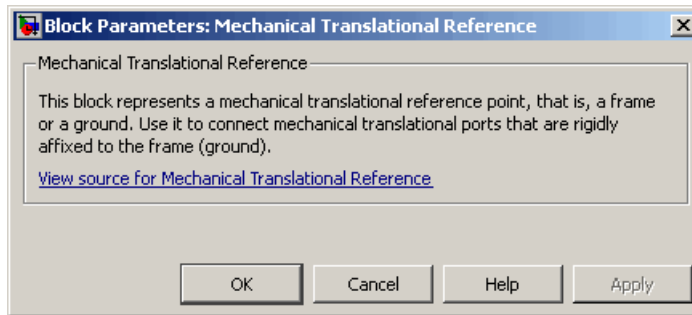 Block Parameters: Mechanical Translational Reference
Mechanical Translational Reference
This block represents a mechanical translational reference point, that is, a frame
or a ground. Use it to connect mechanical translational ports that are rigidly
affixed to the frame (ground).
View source for Mechanical Translational Reference
OK Cancel Help Apply